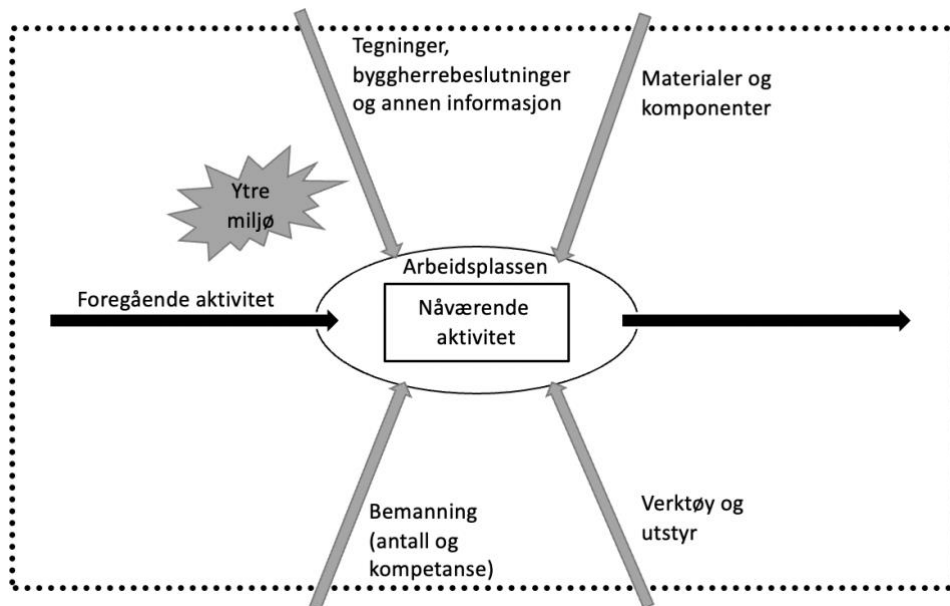 Tegninger,
byggherrebeslutninger
og annen informasjon
Materialer og
komponenter
Ytre
miljø
Arbeidsplassen
Foregående aktivitet
Nåværende
aktivitet
Bemanning
(antall og
kompetanse)
Verktøy og
utstyr